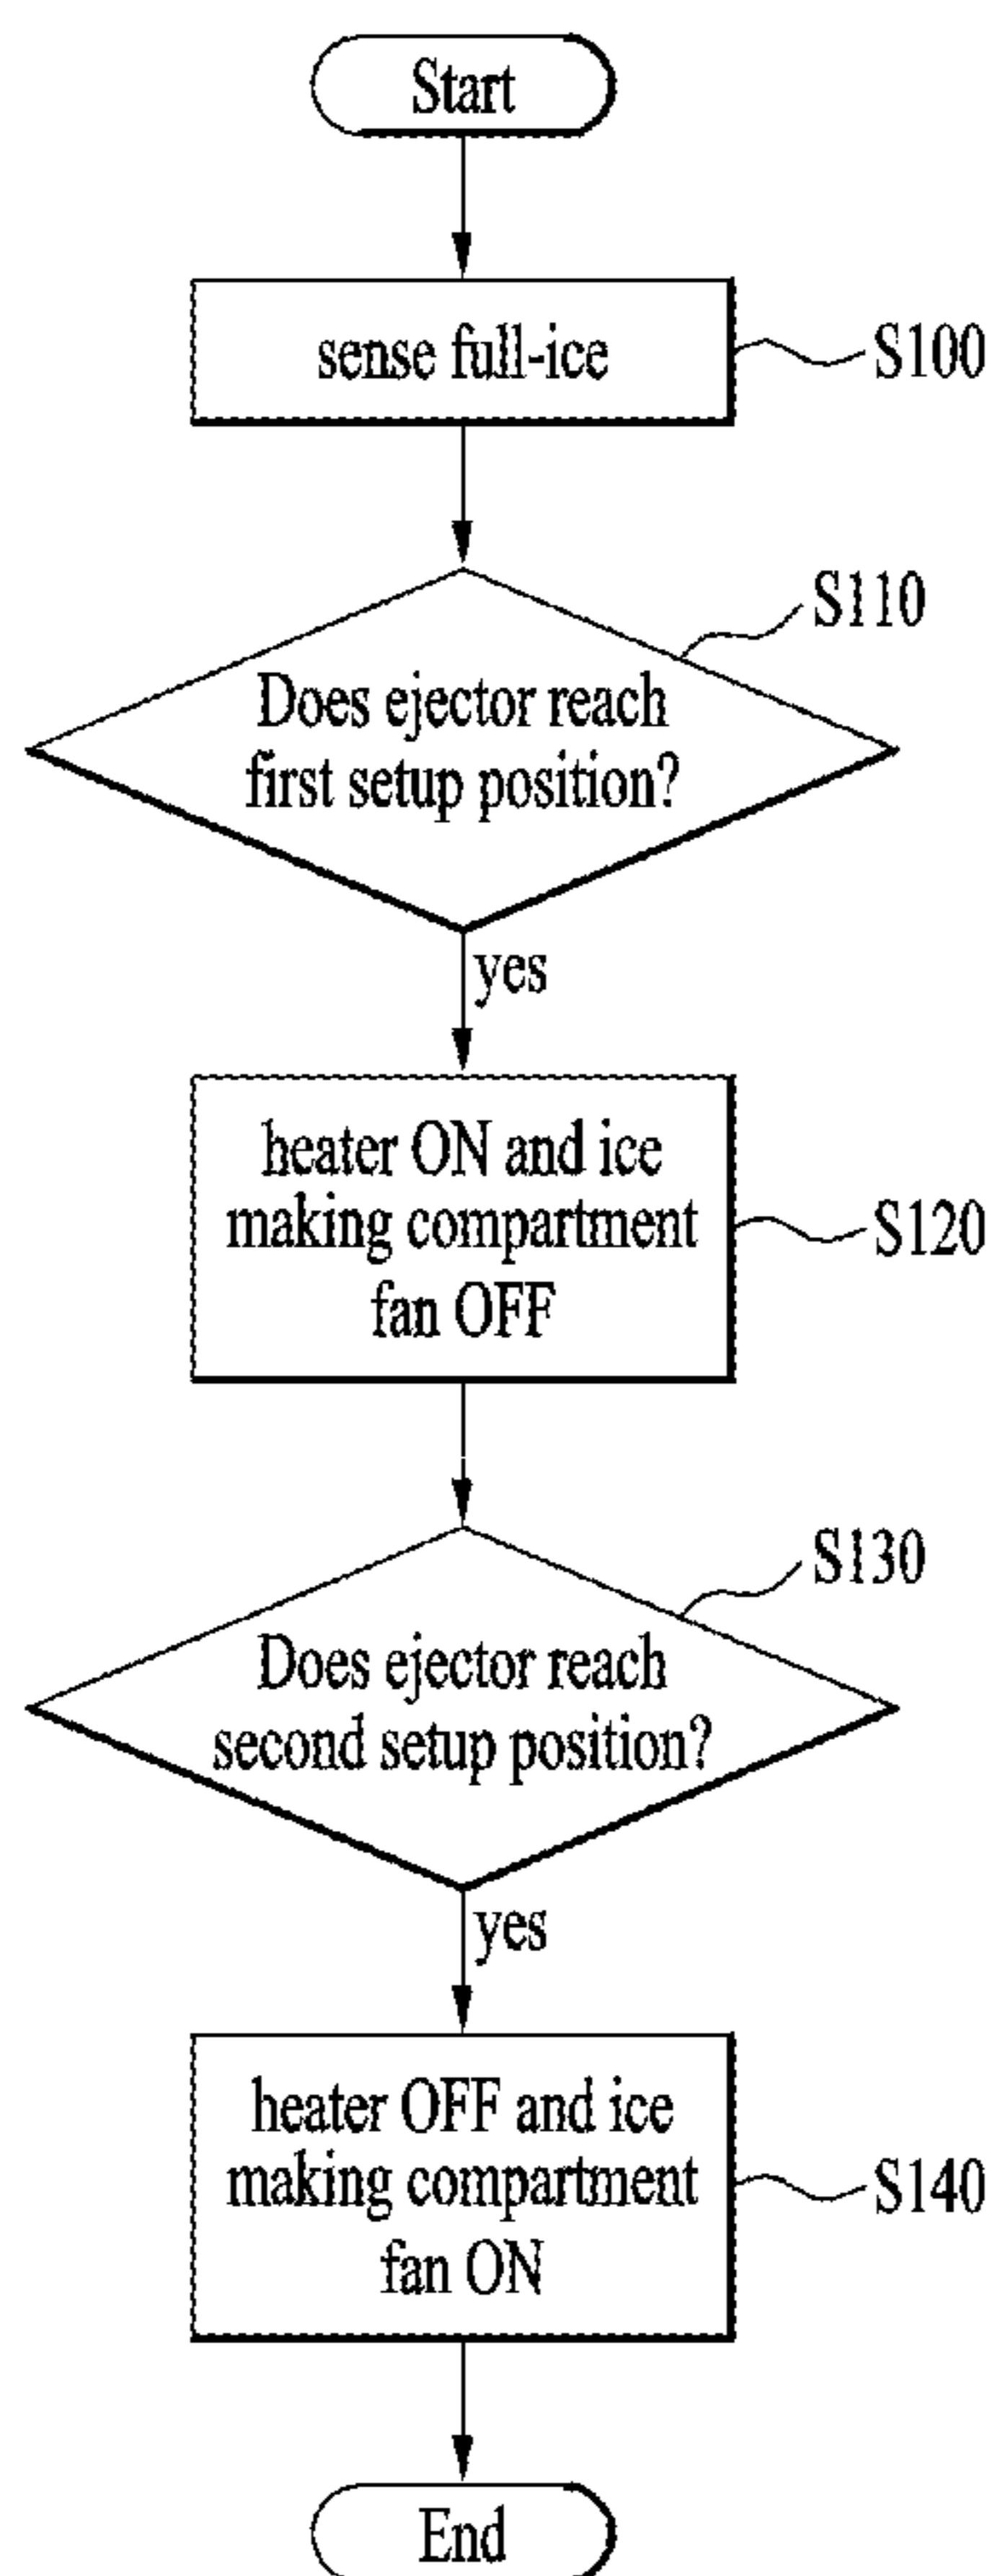 Start
sense full-ice
S100
S110
Does ejector reach
first setup position?
yes
heater ON and ice
making compartment
fan OFF
S120
S130
Does ejector reach
second setup position?
yes
heater OFF and ice
making compartment
fan ON
S140
End